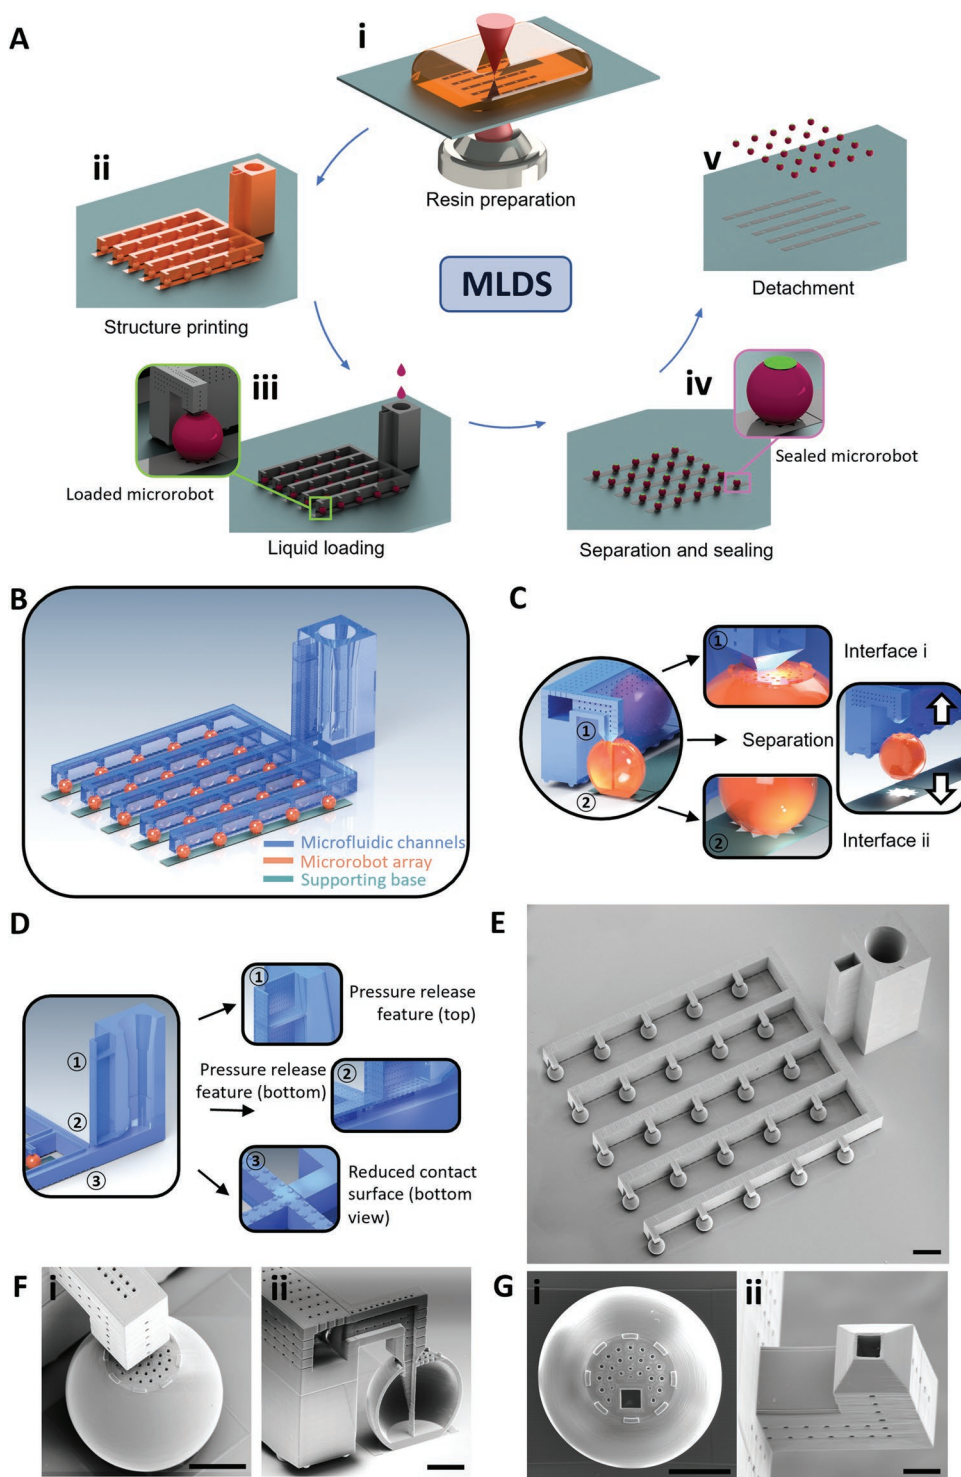 A
i
Resin preparation
ii
Structure printing
MLDS
v
Detachment
iii
Loaded microrobot
Liquid loading
iv
Sealed microrobot
Separation and sealing
B
Microfluidic channels
Microrobot array
Supporting base
C
①
②
①
Interface i
Separation
②
Interface ii
D
①
②
③
①
Pressure release
feature (top)
Pressure release
feature (bottom)
②
③
Reduced contact
surface (bottom
view)
E
F
i
ii
G
i
ii